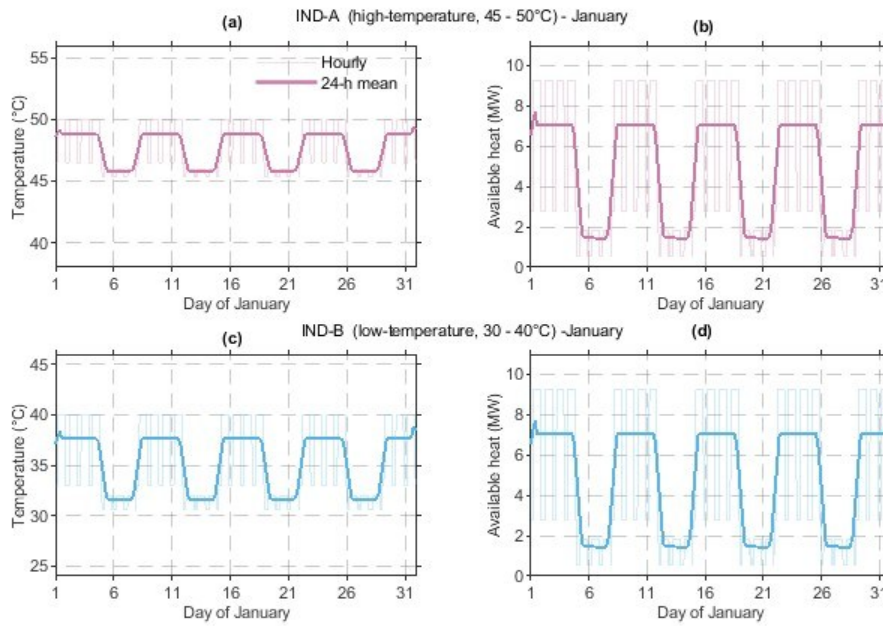 IND-A (high-temperature, 45 - 50°C) - January
(a)
(b)
Hourly
24-h mean
Temperature (°C)
55
50
45
40
1 6 11 16 21 26 31
Day of January
Available heat (MW)
10
8
6
4
2
0
1 6 11 16 21 26 31
Day of January
IND-B (low-temperature, 30 - 40°C) -January
(c)
(d)
Temperature (°C)
45
40
35
30
25
1 6 11 16 21 26 31
Day of January
Available heat (MW)
10
8
6
4
2
0
1 6 11 16 21 26 31
Day of January